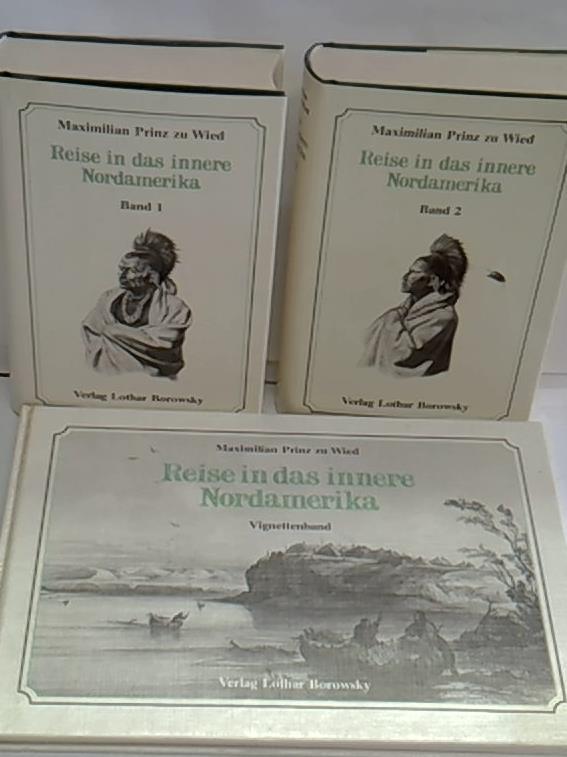 Maximilian Prinz zu Wied
Reise in das innere
Nordamerika
Band 1
Verlag Lothar Borowsky
Maximilian Prinz zu Wied
Reise in das innere
Nordamerika
Band 2
Verlag Lothar Borowsky
Maximilian Prinz zu Wied
Reise in das innere
Nordamerika
Vignettenband
Verlag Lothar Borowsky